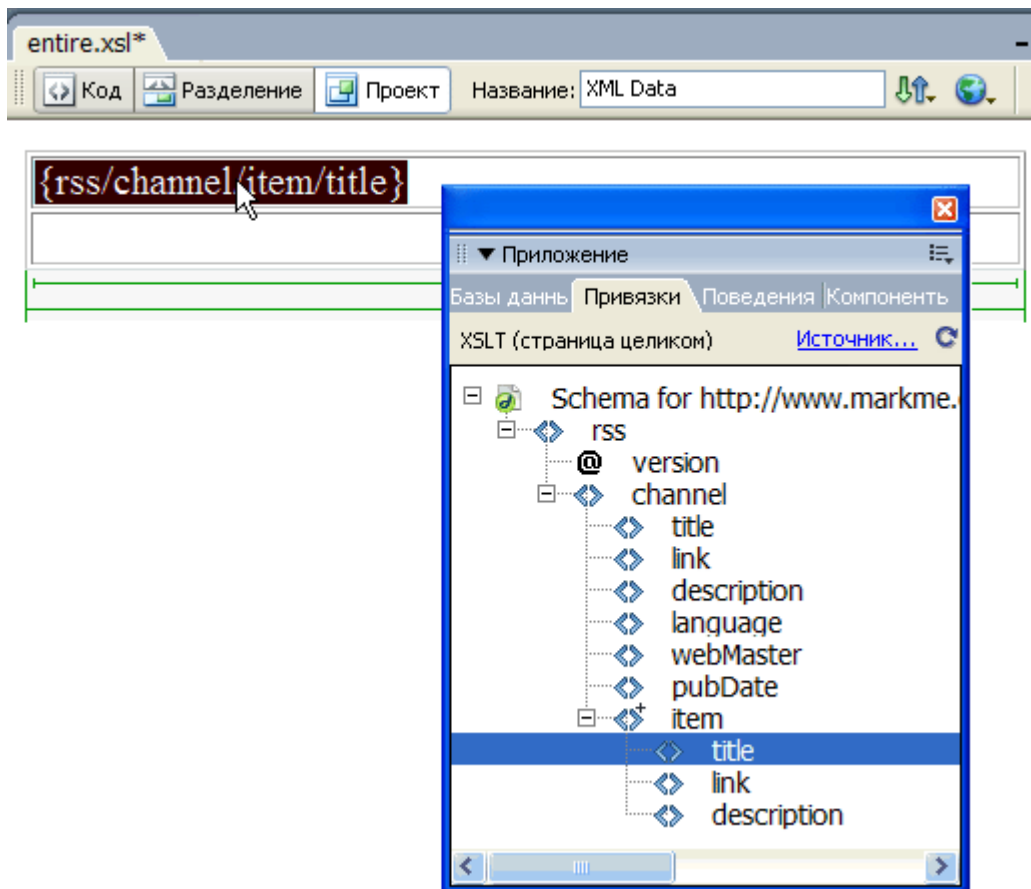 entire.xsl*
Код Разделение Проект Название: XML Data
{rss/channel/item/title}
Приложение
Базы даннь Привязки Поведения Компоненть
XSLT (страница целиком) Источник...
Schema for http://www.markme.
rss
@ version
channel
title
link
description
language
webMaster
pubDate
item
title
link
description